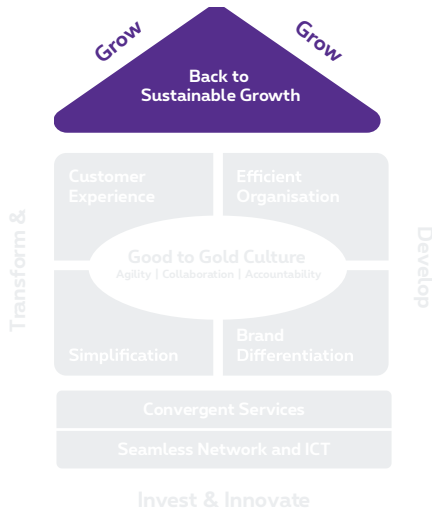 Grow
Grow
Back to
Sustainable Growth
Customer
Experience
Efficient
Organisation
Transform &
Develop
Good to Gold Culture
Agility | Collaboration | Accountability
Simplification
Brand
Differentiation
Convergent Services
Seamless Network and ICT
Invest & Innovate